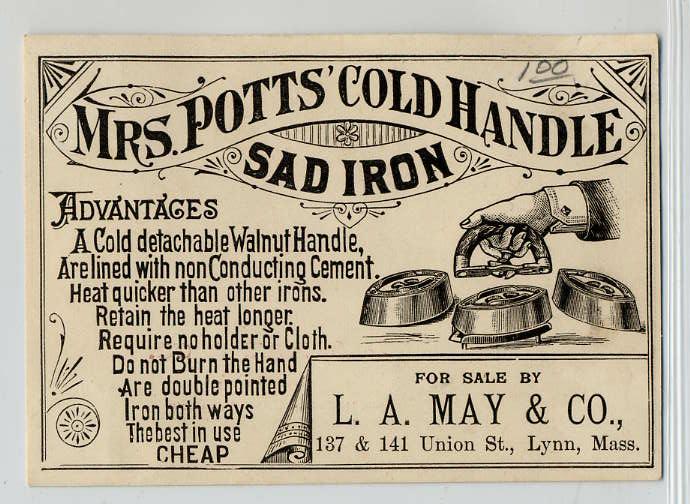 1 00
MRS. POTTS' COLD HANDLE
SAD IRON
ADVANTAGES
A Cold detachable Walnut Handle,
Are lined with non Conducting Cement.
Heat quicker than other irons.
Retain the heat longer.
Require no holder or Cloth.
Do not Burn the Hand
Are double pointed
Iron both ways
The best in use
CHEAP
FOR SALE BY
L. A. MAY & CO.,
137 & 141 Union St., Lynn, Mass.